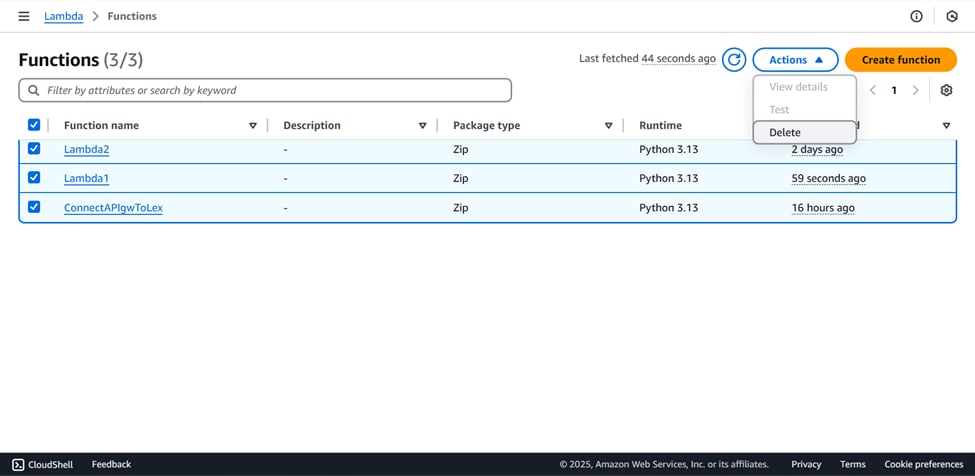 Lambda > Functions
Functions (3/3)
Last fetched 44 seconds ago
Actions
Create function
Filter by attributes or search by keyword
View details
Test
Delete
1
Function name
Description
Package type
Runtime
Lambda2 - Zip Python 3.13 2 days ago
Lambda1 - Zip Python 3.13 59 seconds ago
ConnectAPIgwToLex - Zip Python 3.13 16 hours ago
CloudShell Feedback © 2025, Amazon Web Services, Inc. or its affiliates. Privacy Terms Cookie preferences